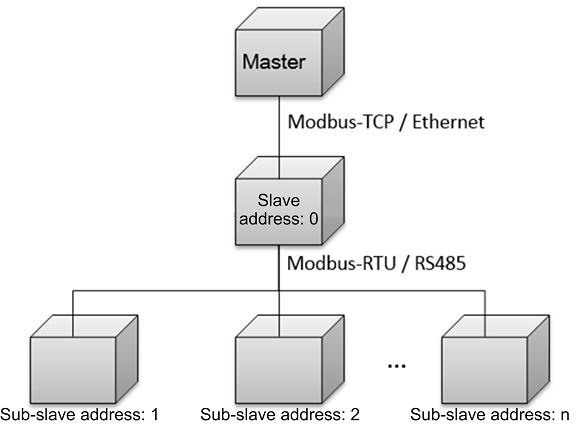 Master
Modbus-TCP / Ethernet
Slave
address: 0
Modbus-RTU / RS485
...
Sub-slave address: 1
Sub-slave address: 2
Sub-slave address: n